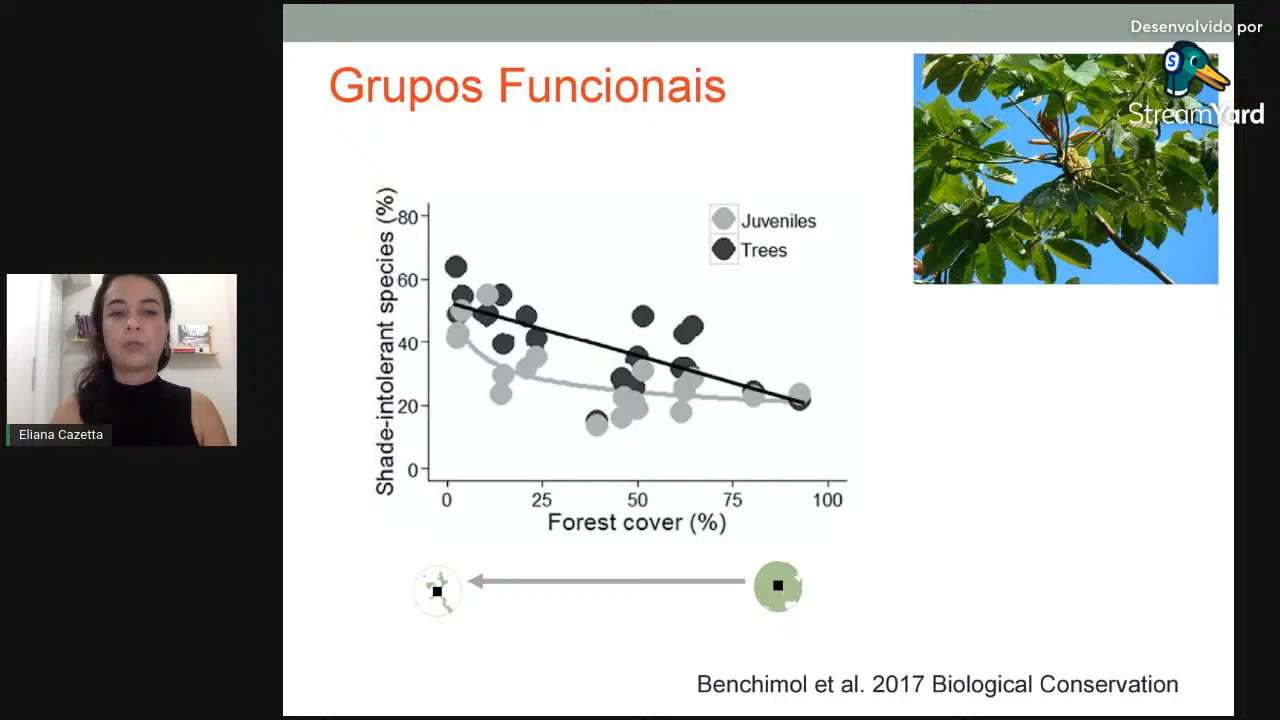 Desenvolvido por
StreamYard
Grupos Funcionais
Shade-intolerant species (%)
80
60
40
20
0
Juveniles
Trees
0 25 50 75 100
Forest cover (%)
Eliana Cazetta
Benchimol et al. 2017 Biological Conservation